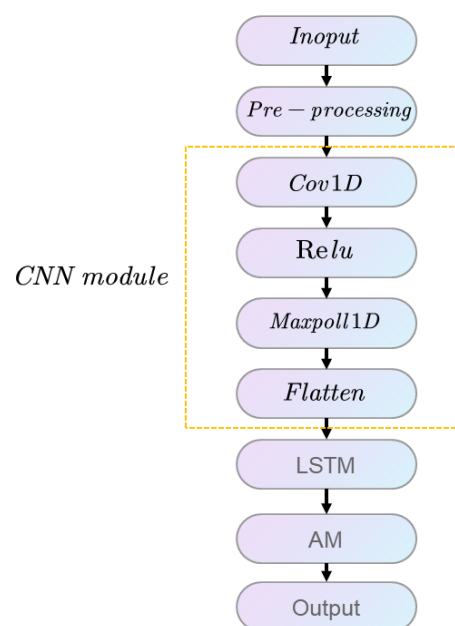 Inoput
Pre - processing
Cov1D
Relu
CNN module
Maxpoll1D
Flatten
LSTM
AM
Output